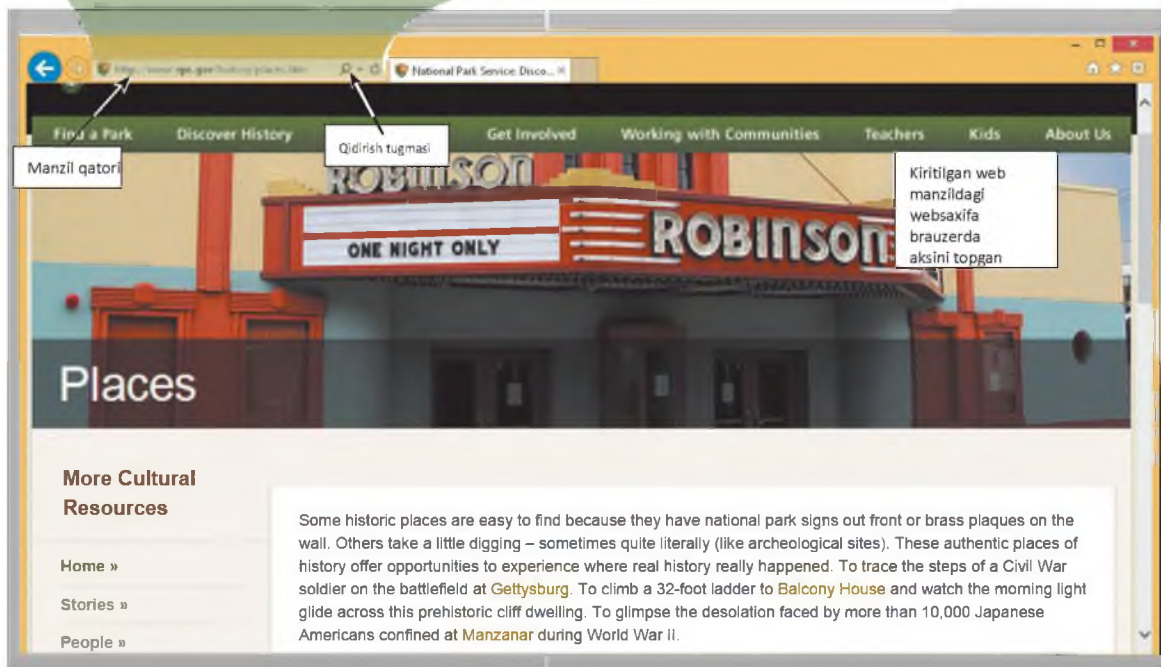 National Park Service: Disco...
Find a Park Discover History Get Involved Working with Communities Teachers Kids About Us
Manzil qatori
Qidirish tugmasi
Kiritilgan web
manzildagi
websaxifa
brauzerda
aksini topgan
ROBINSON
ONE NIGHT ONLY
ROBINSON
Places
More Cultural
Resources
Home »
Stories »
People »
Some historic places are easy to find because they have national park signs out front or brass plaques on the
wall. Others take a little digging – sometimes quite literally (like archeological sites). These authentic places of
history offer opportunities to experience where real history really happened. To trace the steps of a Civil War
soldier on the battlefield at Gettysburg. To climb a 32-foot ladder to Balcony House and watch the morning light
glide across this prehistoric cliff dwelling. To glimpse the desolation faced by more than 10,000 Japanese
Americans confined at Manzanar during World War II.